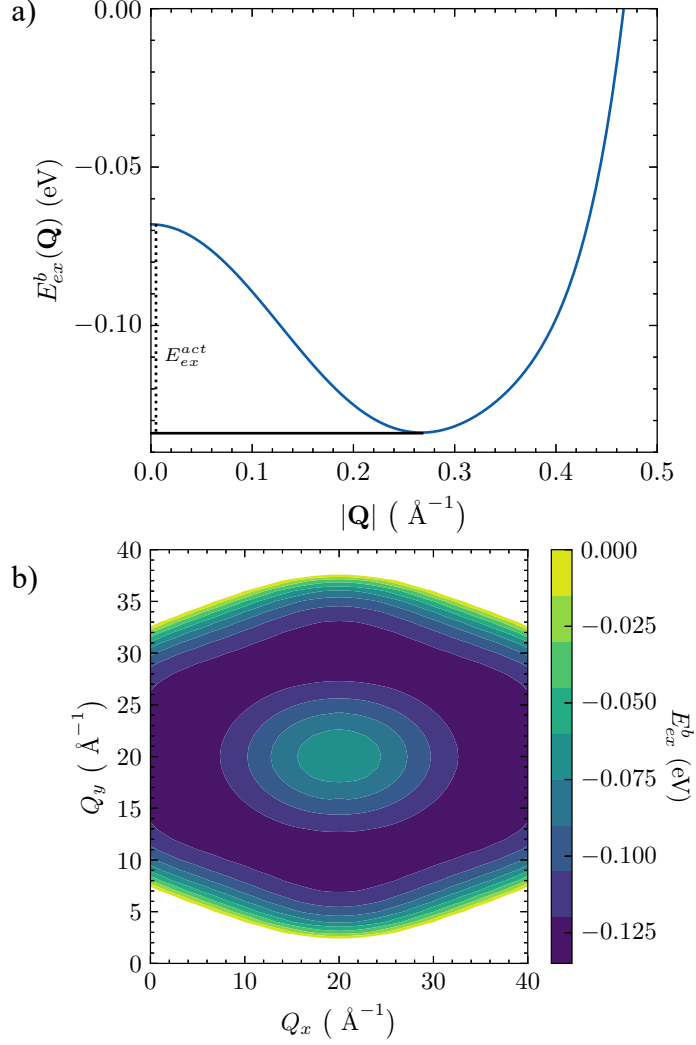 a)
0.00
−0.05
−0.10
E^b_ex(Q) (eV)
E^act_ex
0.0 0.1 0.2 0.3 0.4 0.5
|Q| ( Å⁻¹)
b)
40
35
30
25
20
15
10
5
0
Q_y ( Å⁻¹)
0 10 20 30 40
Q_x ( Å⁻¹)
0.000
−0.025
−0.050
−0.075
−0.100
−0.125
E^b_ex (eV)